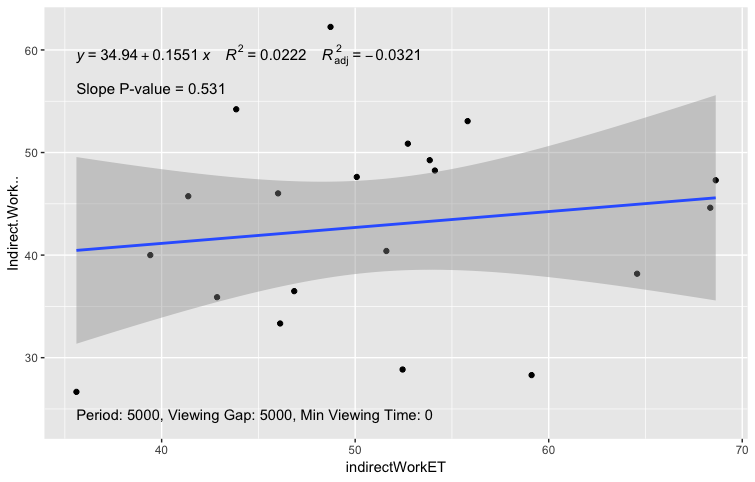 y = 34.94 + 0.1551 x R² = 0.0222 R²adj = −0.0321
Slope P-value = 0.531
60
50
40
30
Indirect.Work..
Period: 5000, Viewing Gap: 5000, Min Viewing Time: 0
40 50 60 70
indirectWorkET